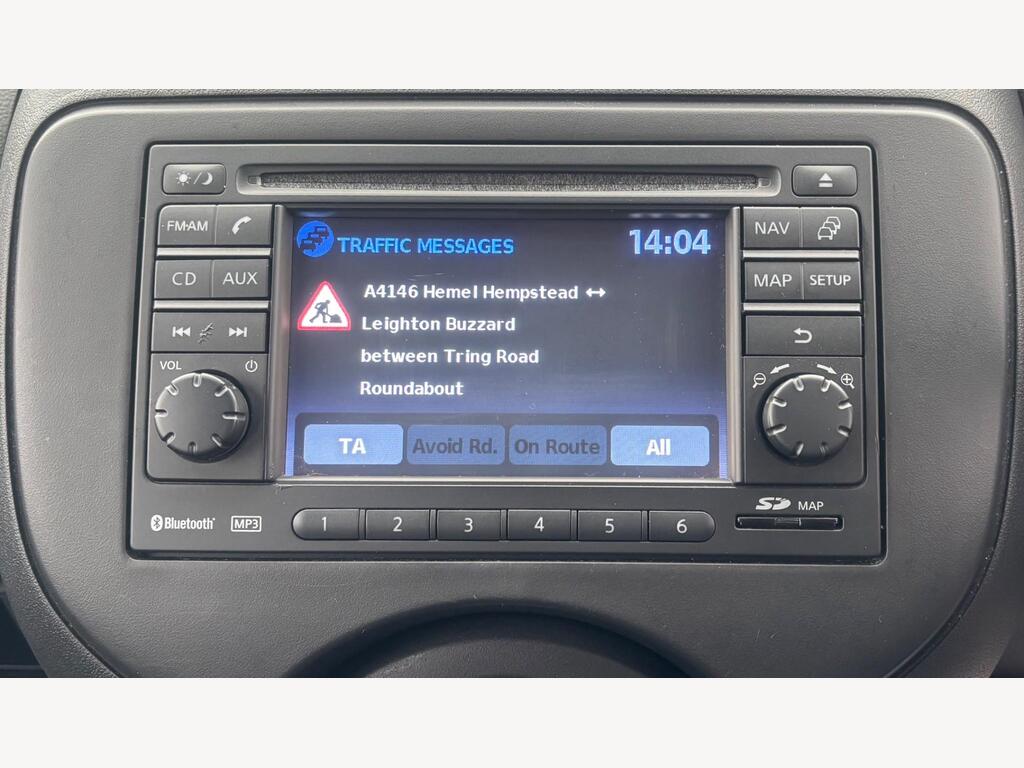 FM·AM
CD
AUX
VOL
TRAFFIC MESSAGES
14:04
A4146 Hemel Hempstead ↔
Leighton Buzzard
between Tring Road
Roundabout
TA
Avoid Rd.
On Route
All
NAV
MAP
SETUP
Bluetooth
MP3
1
2
3
4
5
6
SD MAP